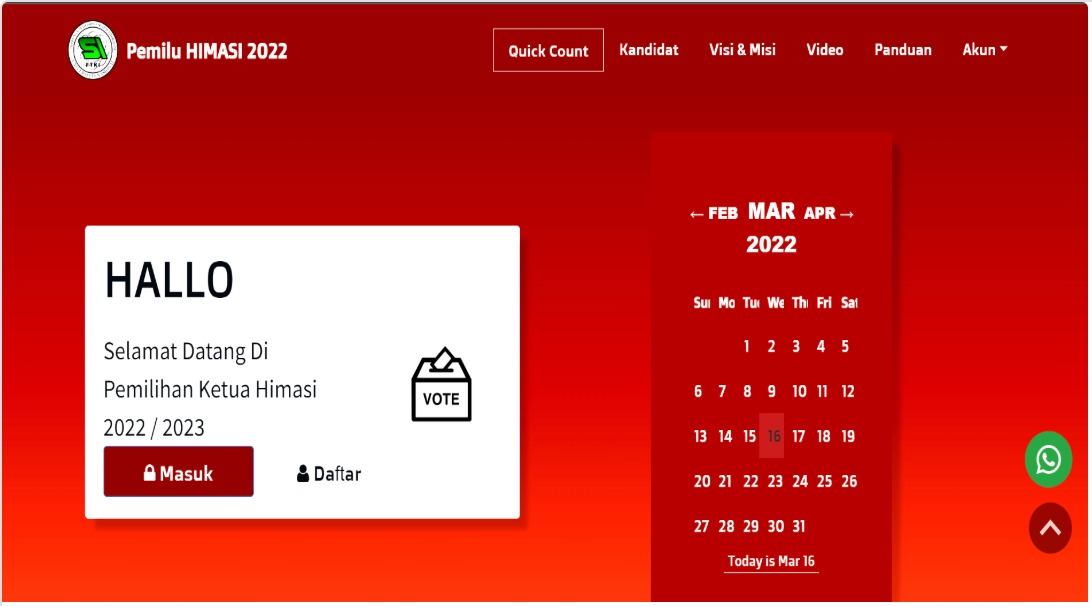 Pemilu HIMASI 2022
Quick Count Kandidat Visi & Misi Video Panduan Akun
HALLO
Selamat Datang Di
Pemilihan Ketua Himasi
2022 / 2023
VOTE
Masuk Daftar
← FEB MAR APR →
2022
Sun Mo Tu We Th Fri Sat
1 2 3 4 5
6 7 8 9 10 11 12
13 14 15 16 17 18 19
20 21 22 23 24 25 26
27 28 29 30 31
Today is Mar 16